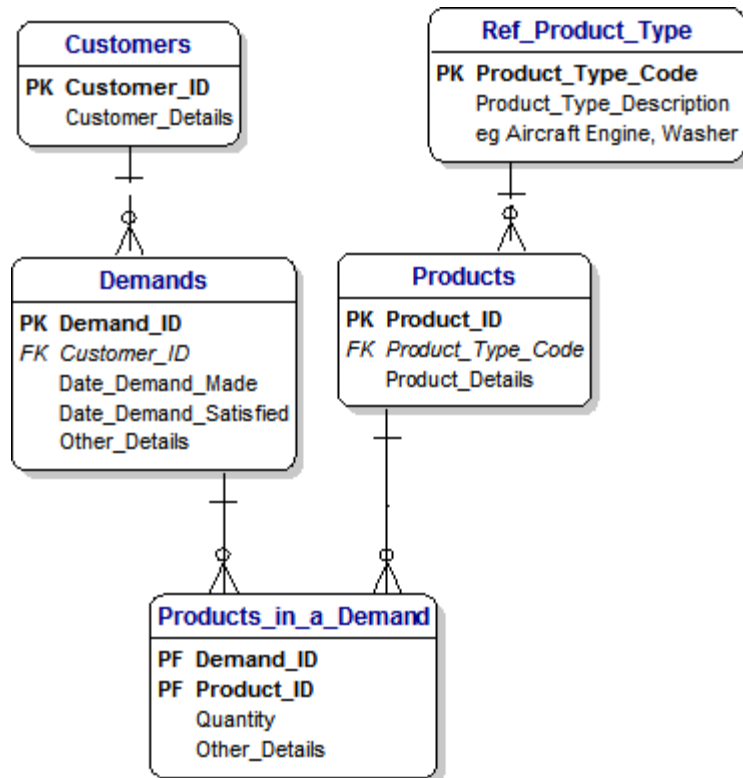 Customers
PK Customer_ID
Customer_Details
Ref_Product_Type
PK Product_Type_Code
Product_Type_Description
eg Aircraft Engine, Washer
Demands
PK Demand_ID
FK Customer_ID
Date_Demand_Made
Date_Demand_Satisfied
Other_Details
Products
PK Product_ID
FK Product_Type_Code
Product_Details
Products_in_a_Demand
PF Demand_ID
PF Product_ID
Quantity
Other_Details